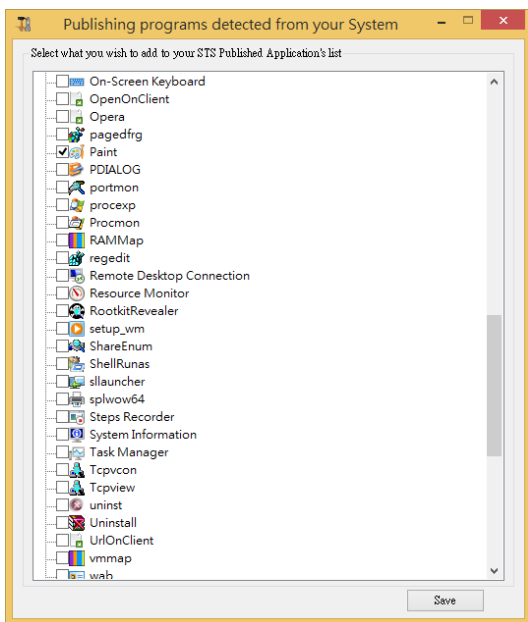 Publishing programs detected from your System
Select what you wish to add to your STS Published Application's list
On-Screen Keyboard
OpenOnClient
Opera
pagedfrg
Paint
PDIALOG
portmon
procexp
Procmon
RAMMap
regedit
Remote Desktop Connection
Resource Monitor
RootkitRevealer
setup_wm
ShareEnum
ShellRunas
sllauncher
splwow64
Steps Recorder
System Information
Task Manager
Tcpvcon
Tcpview
uninst
Uninstall
UrlOnClient
vmmap
wab
Save